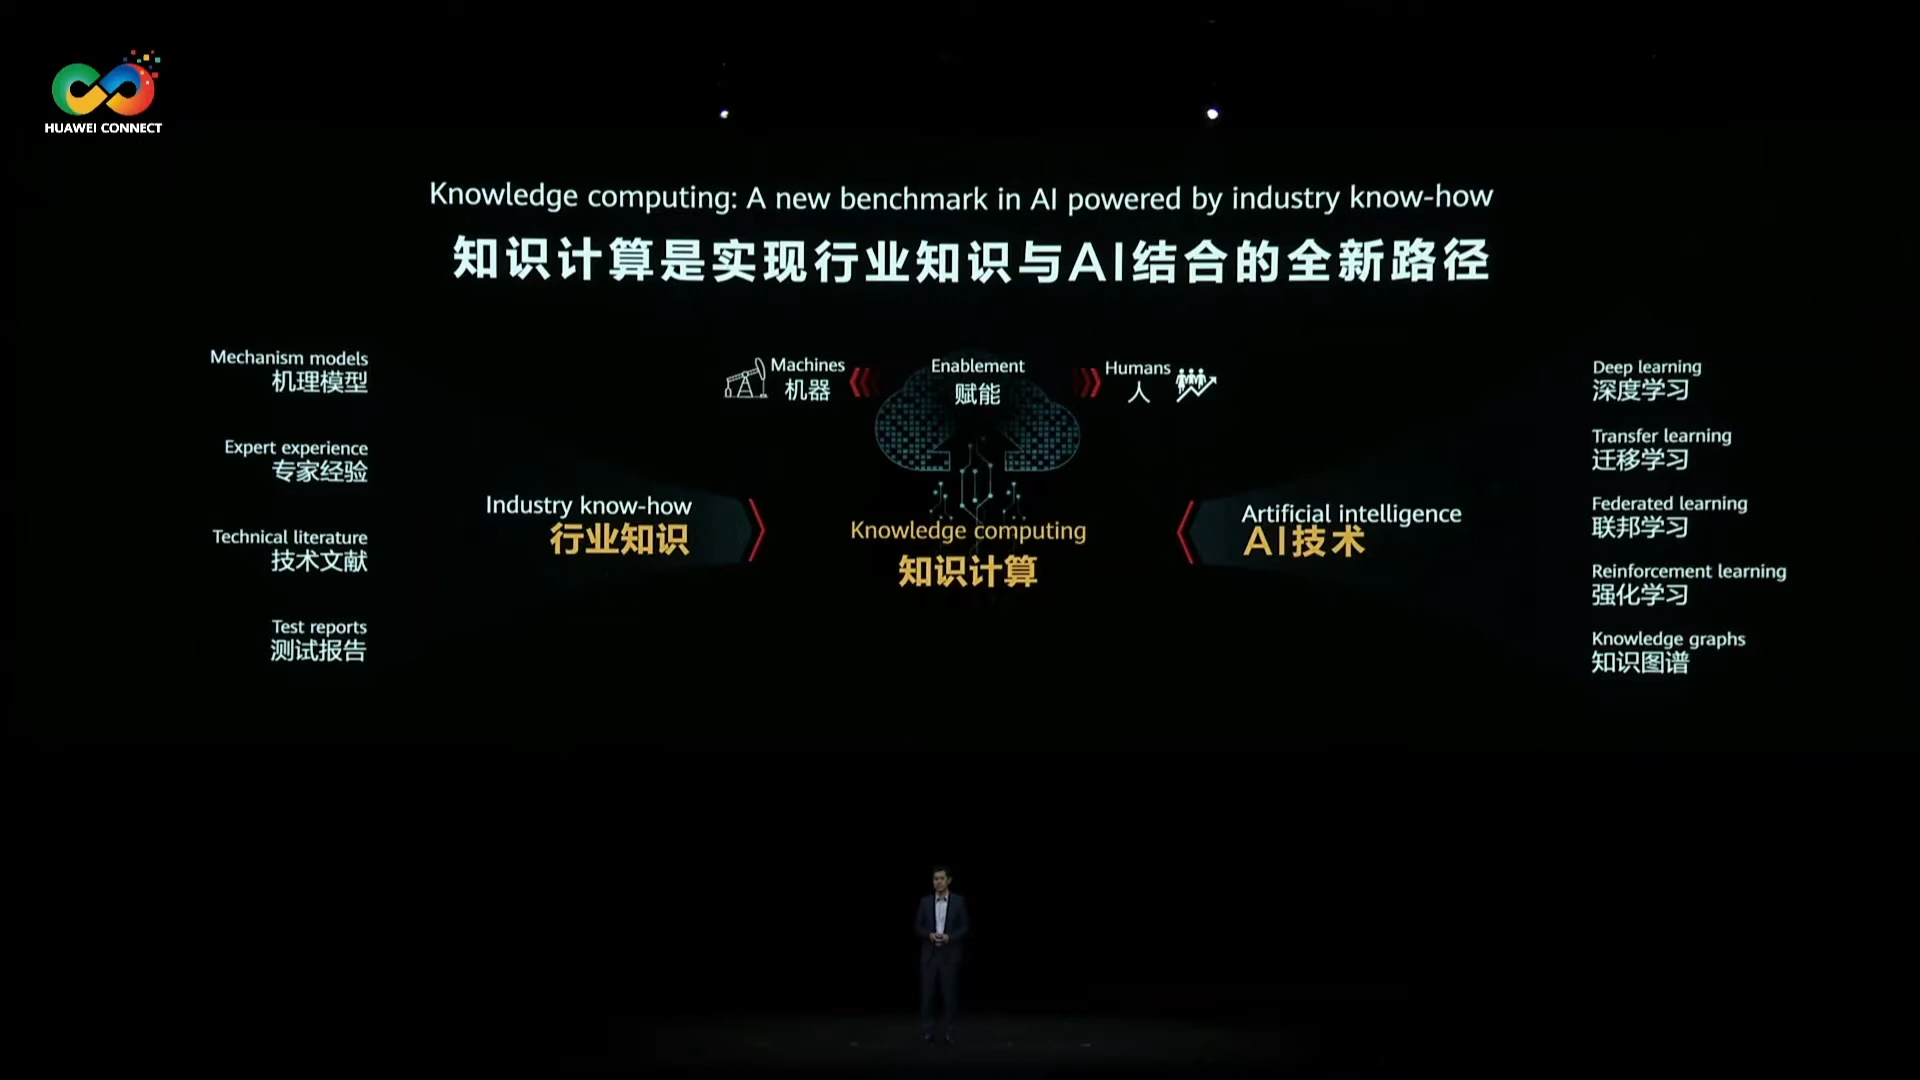 HUAWEI CONNECT
Knowledge computing: A new benchmark in AI powered by industry know-how
知识计算是实现行业知识与AI结合的全新路径
Mechanism models
机理模型
Expert experience
专家经验
Technical literature
技术文献
Test reports
测试报告
Industry know-how
行业知识
Machines
机器
Enablement
赋能
Humans
人
Knowledge computing
知识计算
Artificial intelligence
AI技术
Deep learning
深度学习
Transfer learning
迁移学习
Federated learning
联邦学习
Reinforcement learning
强化学习
Knowledge graphs
知识图谱